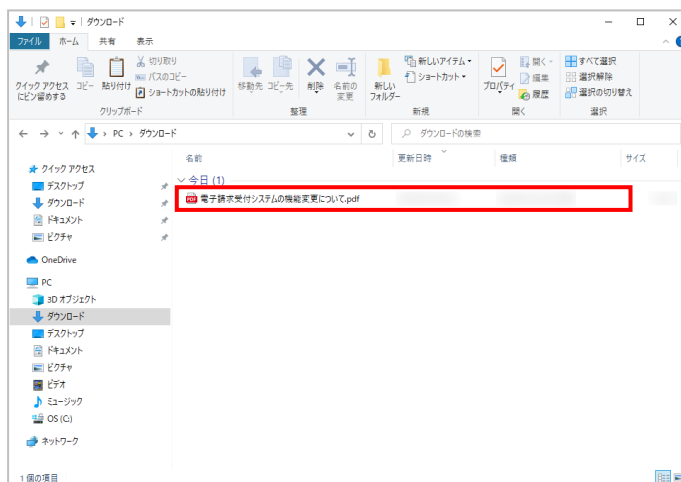 ダウンロード
ファイル ホーム 共有 表示
クイック アクセス
にピン留めする
コピー
貼り付け
切り取り
パスのコピー
ショートカットの貼り付け
クリップボード
移動先 コピー先 削除 名前の
変更
整理
新しい
フォルダー
新しいアイテム
ショートカット
新規
プロパティ
開く
編集
履歴
開く
すべて選択
選択解除
選択の切り替え
選択
PC › ダウンロード
ダウンロードの検索
名前 更新日時 種類 サイズ
クイック アクセス
デスクトップ
ダウンロード
ドキュメント
ピクチャ
OneDrive
PC
3D オブジェクト
ダウンロード
デスクトップ
ドキュメント
ピクチャ
ビデオ
ミュージック
OS (C:)
ネットワーク
今日 (1)
PDF 電子請求受付システムの機能変更について.pdf
1 個の項目